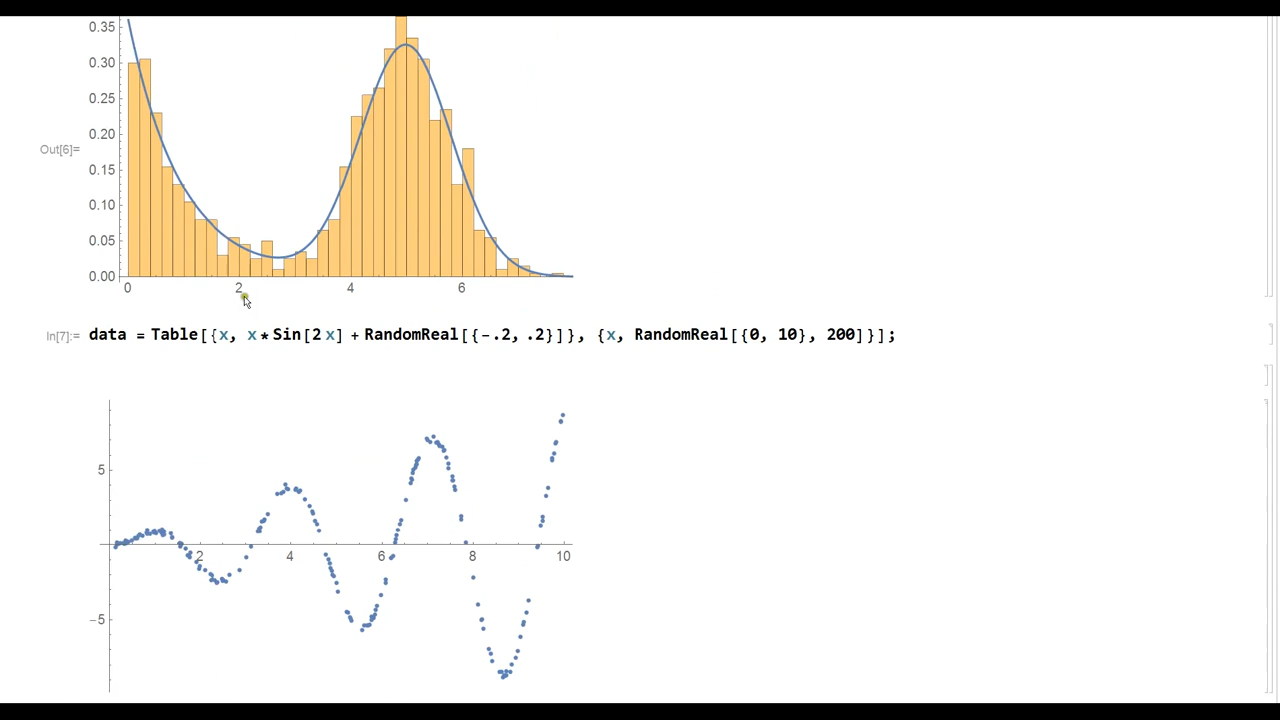 0.35
0.30
0.25
Out[6]= 0.20
0.15
0.10
0.05
0.00
0 2 4 6
In[7]:= data = Table[{x, x*Sin[2 x] + RandomReal[{-.2, .2}]}, {x, RandomReal[{0, 10}, 200]}];
5
2 4 6 8 10
-5